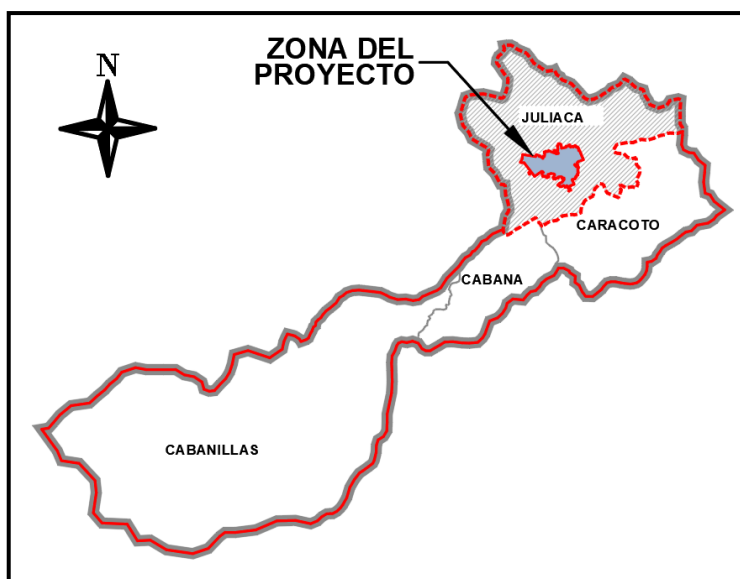 ZONA DEL
PROYECTO
N
JULIACA
CARACOTO
CABANA
CABANILLAS